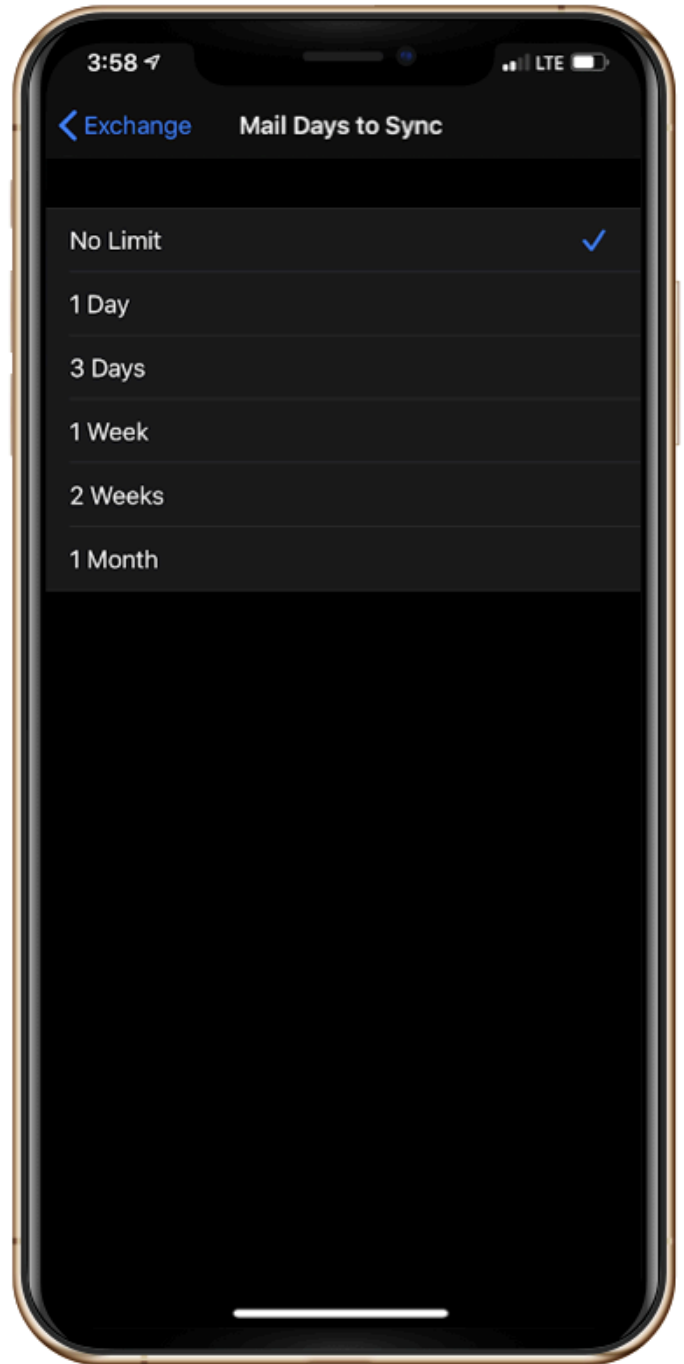 3:58 LTE
Exchange Mail Days to Sync
No Limit
1 Day
3 Days
1 Week
2 Weeks
1 Month